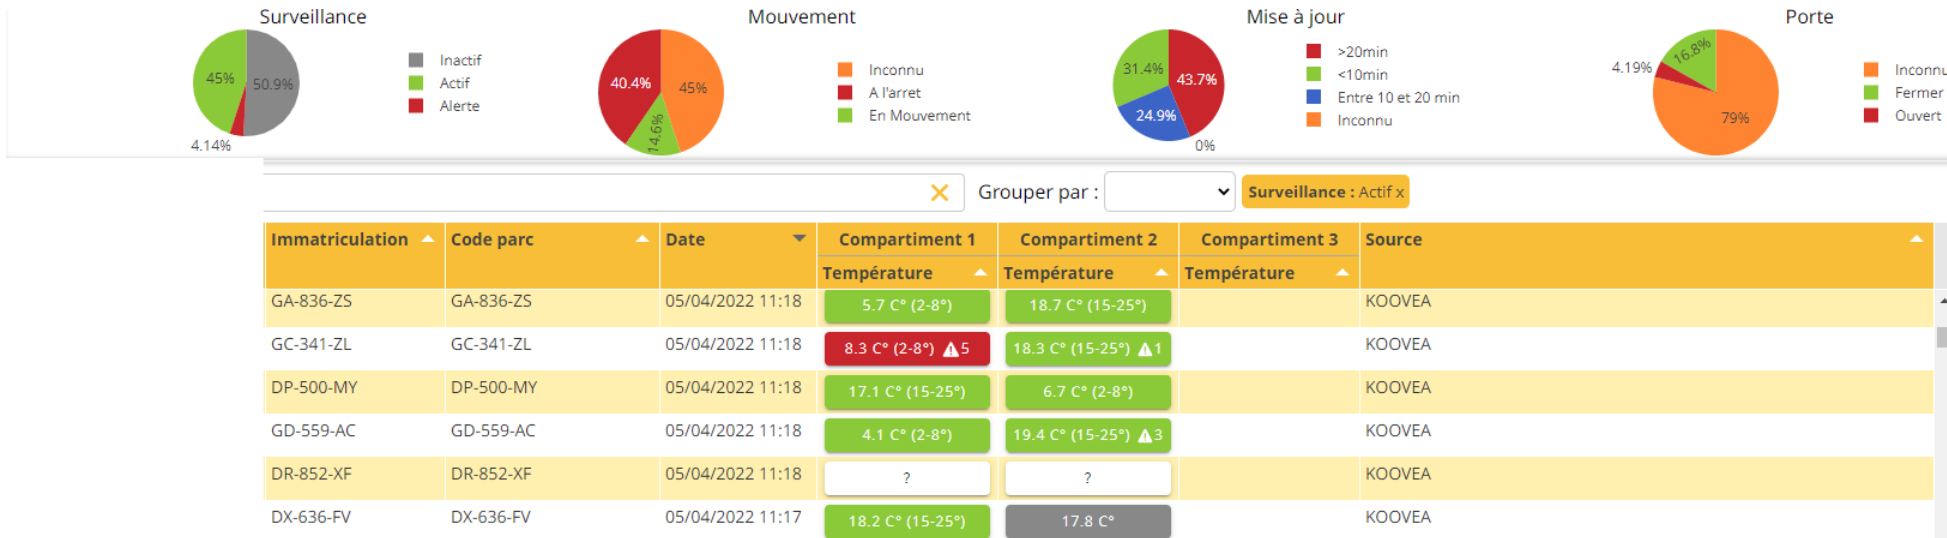 Surveillance
45%
50.9%
4.14%
Inactif
Actif
Alerte
Mouvement
40.4%
45%
14.6%
Inconnu
A l'arret
En Mouvement
Mise à jour
31.4%
43.7%
24.9%
0%
>20min
<10min
Entre 10 et 20 min
Inconnu
Porte
4.19%
16.8%
79%
Inconnu
Fermer
Ouvert
Grouper par : Surveillance : Actif x
Immatriculation Code parc Date Compartiment 1 Compartiment 2 Compartiment 3 Source
Température Température Température
GA-836-ZS GA-836-ZS 05/04/2022 11:18 5.7 C° (2-8°) 18.7 C° (15-25°) KOOVEA
GC-341-ZL GC-341-ZL 05/04/2022 11:18 8.3 C° (2-8°) 5 18.3 C° (15-25°) 1 KOOVEA
DP-500-MY DP-500-MY 05/04/2022 11:18 17.1 C° (15-25°) 6.7 C° (2-8°) KOOVEA
GD-559-AC GD-559-AC 05/04/2022 11:18 4.1 C° (2-8°) 19.4 C° (15-25°) 3 KOOVEA
DR-852-XF DR-852-XF 05/04/2022 11:18 ? ? KOOVEA
DX-636-FV DX-636-FV 05/04/2022 11:17 18.2 C° (15-25°) 17.8 C° KOOVEA